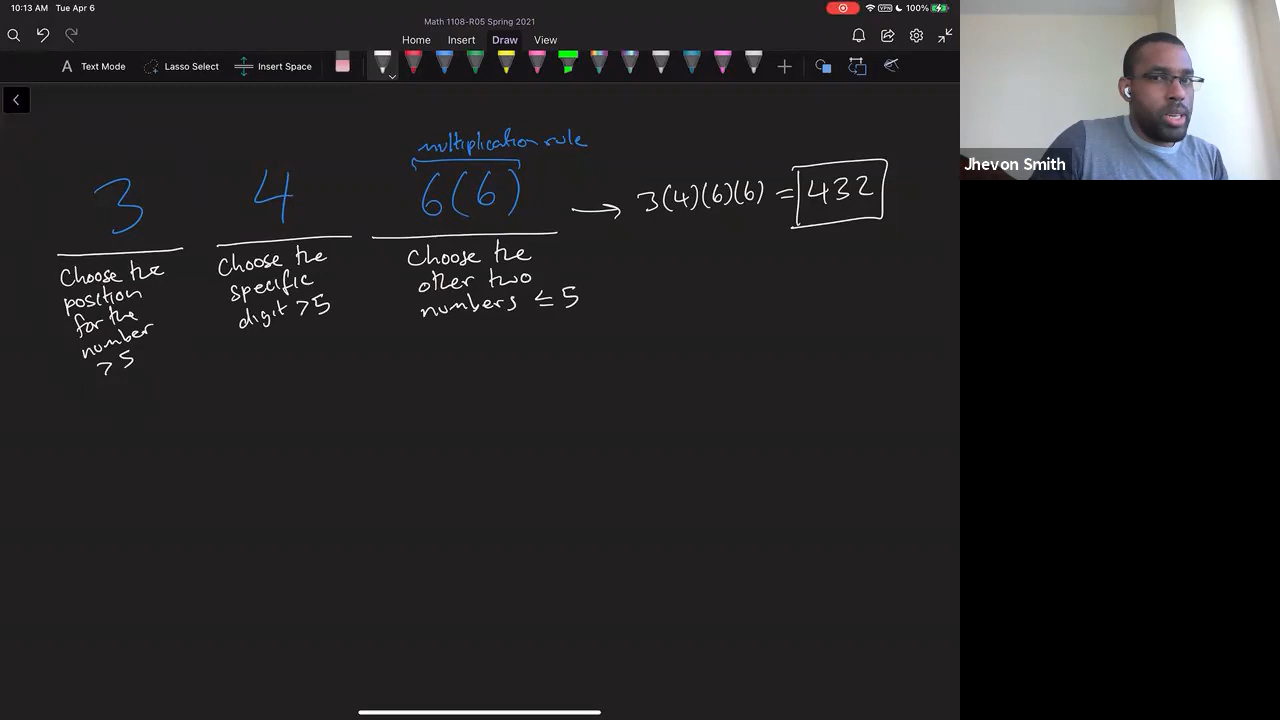 10:13 AM Tue Apr 6
VPN 100%
Math 1108-R05 Spring 2021
Home Insert Draw View
A Text Mode Lasso Select Insert Space
multiplication rule
3 4 6(6) → 3(4)(6)(6) = 432
Choose the
position
for the
number
> 5
Choose the
specific
digit > 5
Choose the
other two
numbers ≤ 5
Jhevon Smith